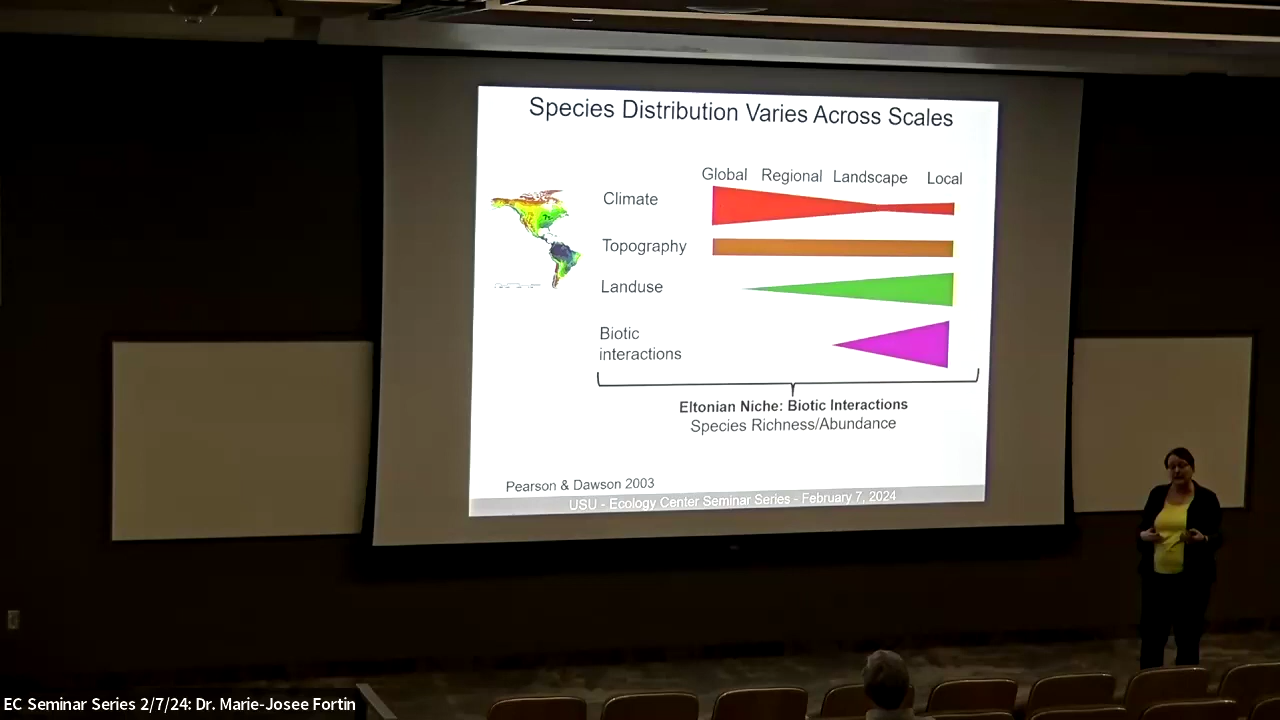 Species Distribution Varies Across Scales
Global Regional Landscape Local
Climate
Topography
Landuse
Biotic
interactions
Eltonian Niche: Biotic Interactions
Species Richness/Abundance
Pearson & Dawson 2003
USU - Ecology Center Seminar Series - February 7, 2024
EC Seminar Series 2/7/24: Dr. Marie-Josee Fortin